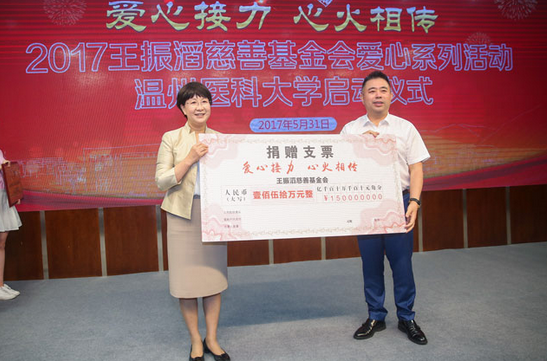 爱心接力 心火相传
2017王振滔慈善基金会爱心系列活动
温州医科大学启动仪式
2017年5月31日
捐赠支票
爱心接力 心火相传
王振滔慈善基金会
人民币
(大写)
壹佰伍拾万元整
亿千百十万千百十元角分
¥150000000